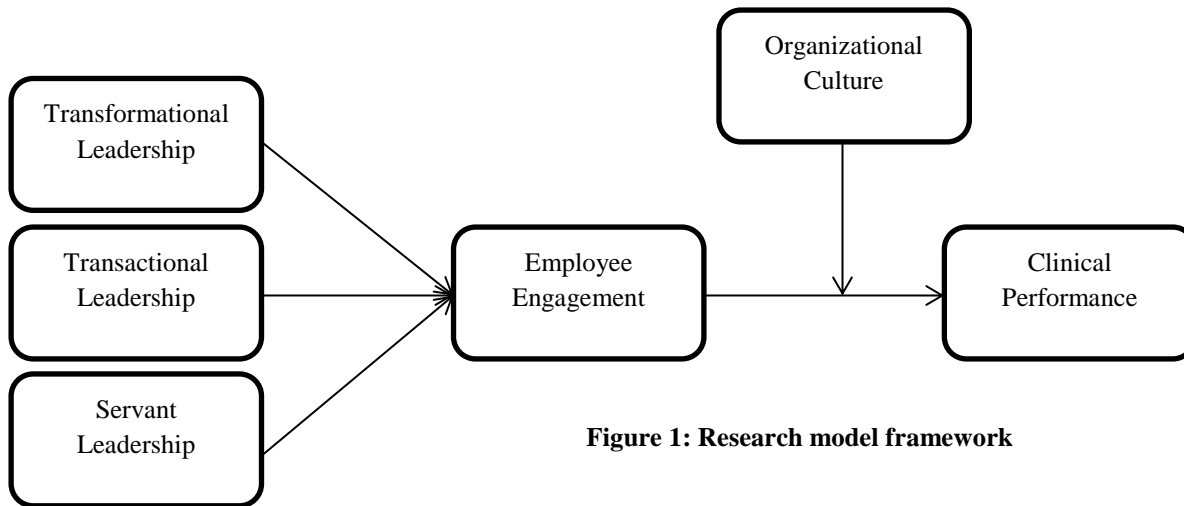 Organizational
Culture
Transformational
Leadership
Transactional
Leadership
Employee
Engagement
Clinical
Performance
Servant
Leadership
Figure 1: Research model framework